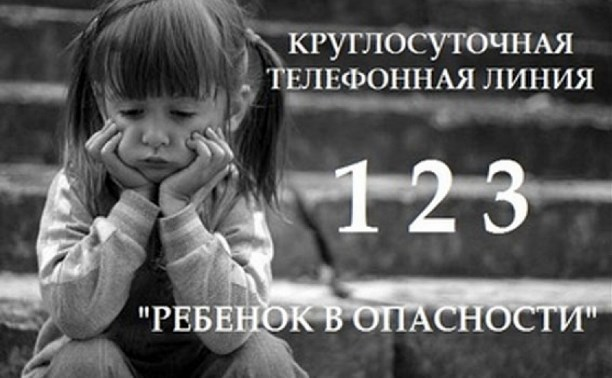 КРУГЛОСУТОЧНАЯ
ТЕЛЕФОННАЯ ЛИНИЯ
1 2 3
"РЕБЕНОК В ОПАСНОСТИ"